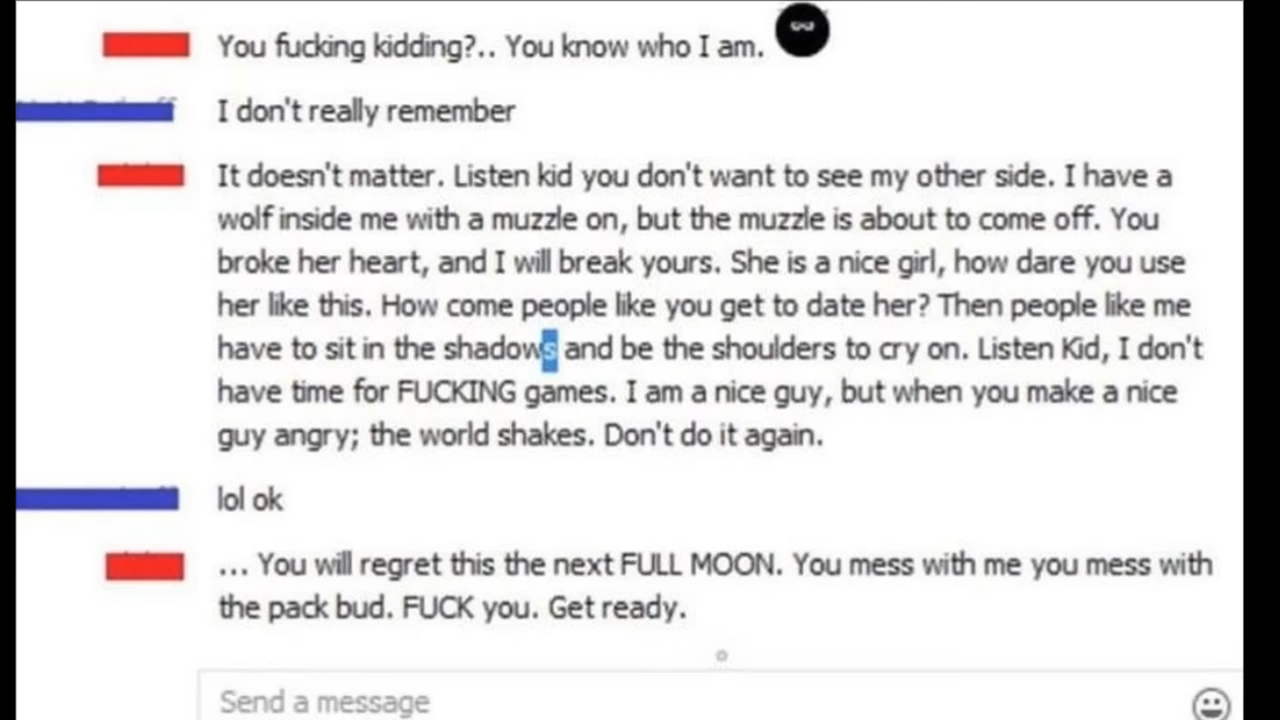 You fucking kidding?.. You know who I am.
I don't really remember
It doesn't matter. Listen kid you don't want to see my other side. I have a
wolf inside me with a muzzle on, but the muzzle is about to come off. You
broke her heart, and I will break yours. She is a nice girl, how dare you use
her like this. How come people like you get to date her? Then people like me
have to sit in the shadows and be the shoulders to cry on. Listen Kid, I don't
have time for FUCKING games. I am a nice guy, but when you make a nice
guy angry; the world shakes. Don't do it again.
lol ok
... You will regret this the next FULL MOON. You mess with me you mess with
the pack bud. FUCK you. Get ready.
Send a message